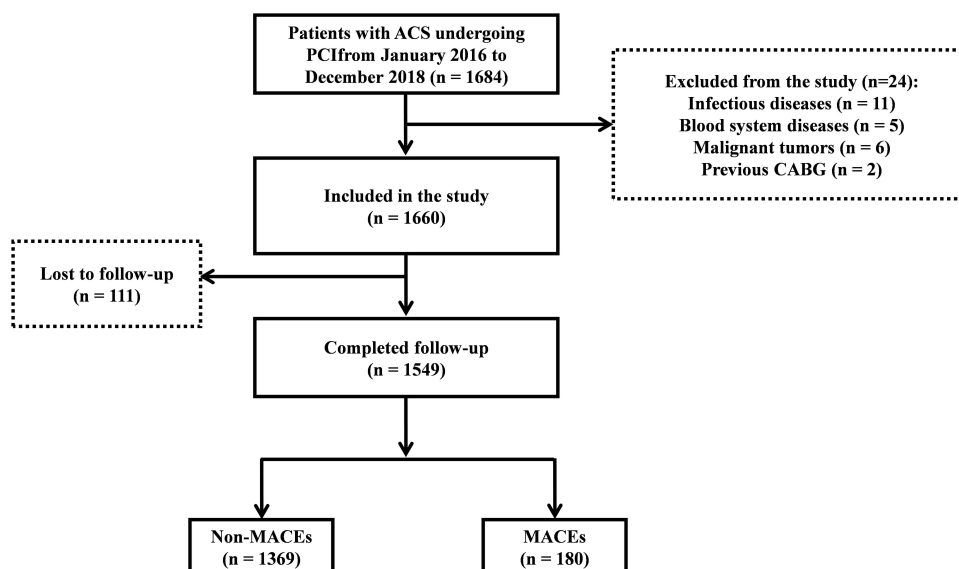 Patients with ACS undergoing
PCIfrom January 2016 to
December 2018 (n = 1684)
Excluded from the study (n=24):
Infectious diseases (n = 11)
Blood system diseases (n = 5)
Malignant tumors (n = 6)
Previous CABG (n = 2)
Included in the study
(n = 1660)
Lost to follow-up
(n = 111)
Completed follow-up
(n = 1549)
Non-MACEs
(n = 1369)
MACEs
(n = 180)